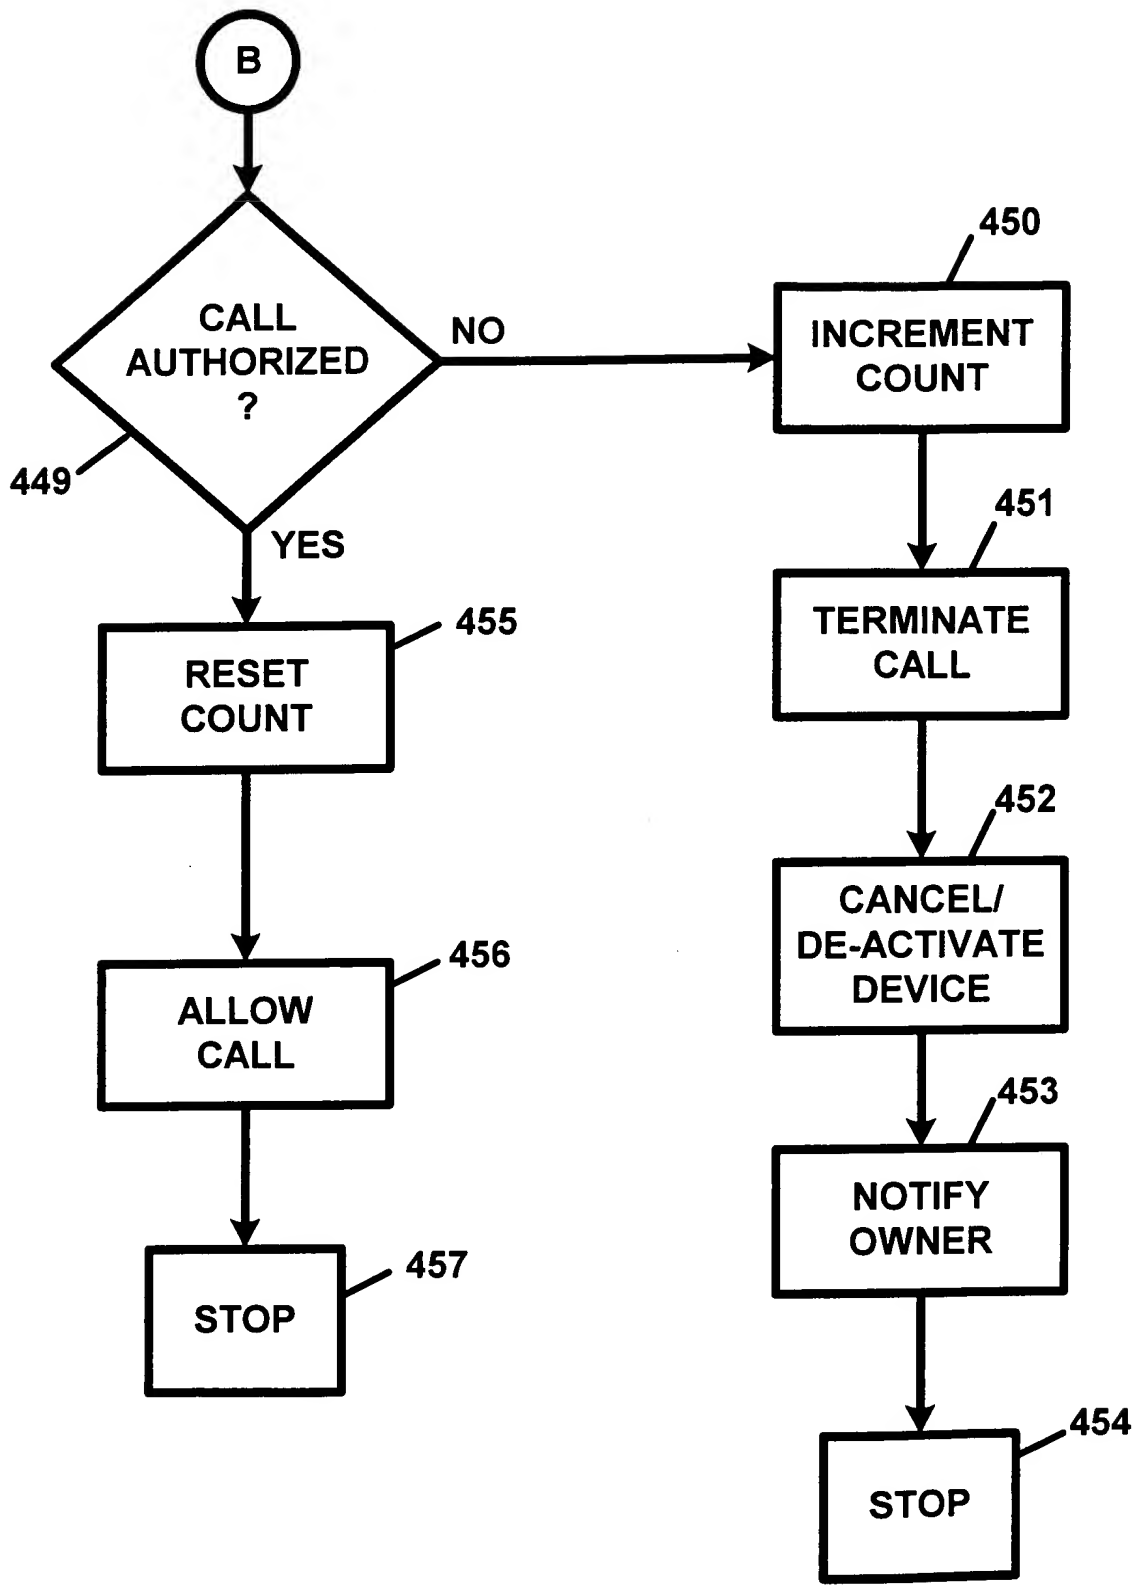 B
CALL
AUTHORIZED
?
449
NO
YES
450
INCREMENT
COUNT
451
TERMINATE
CALL
452
CANCEL/
DE-ACTIVATE
DEVICE
453
NOTIFY
OWNER
454
STOP
455
RESET
COUNT
456
ALLOW
CALL
457
STOP